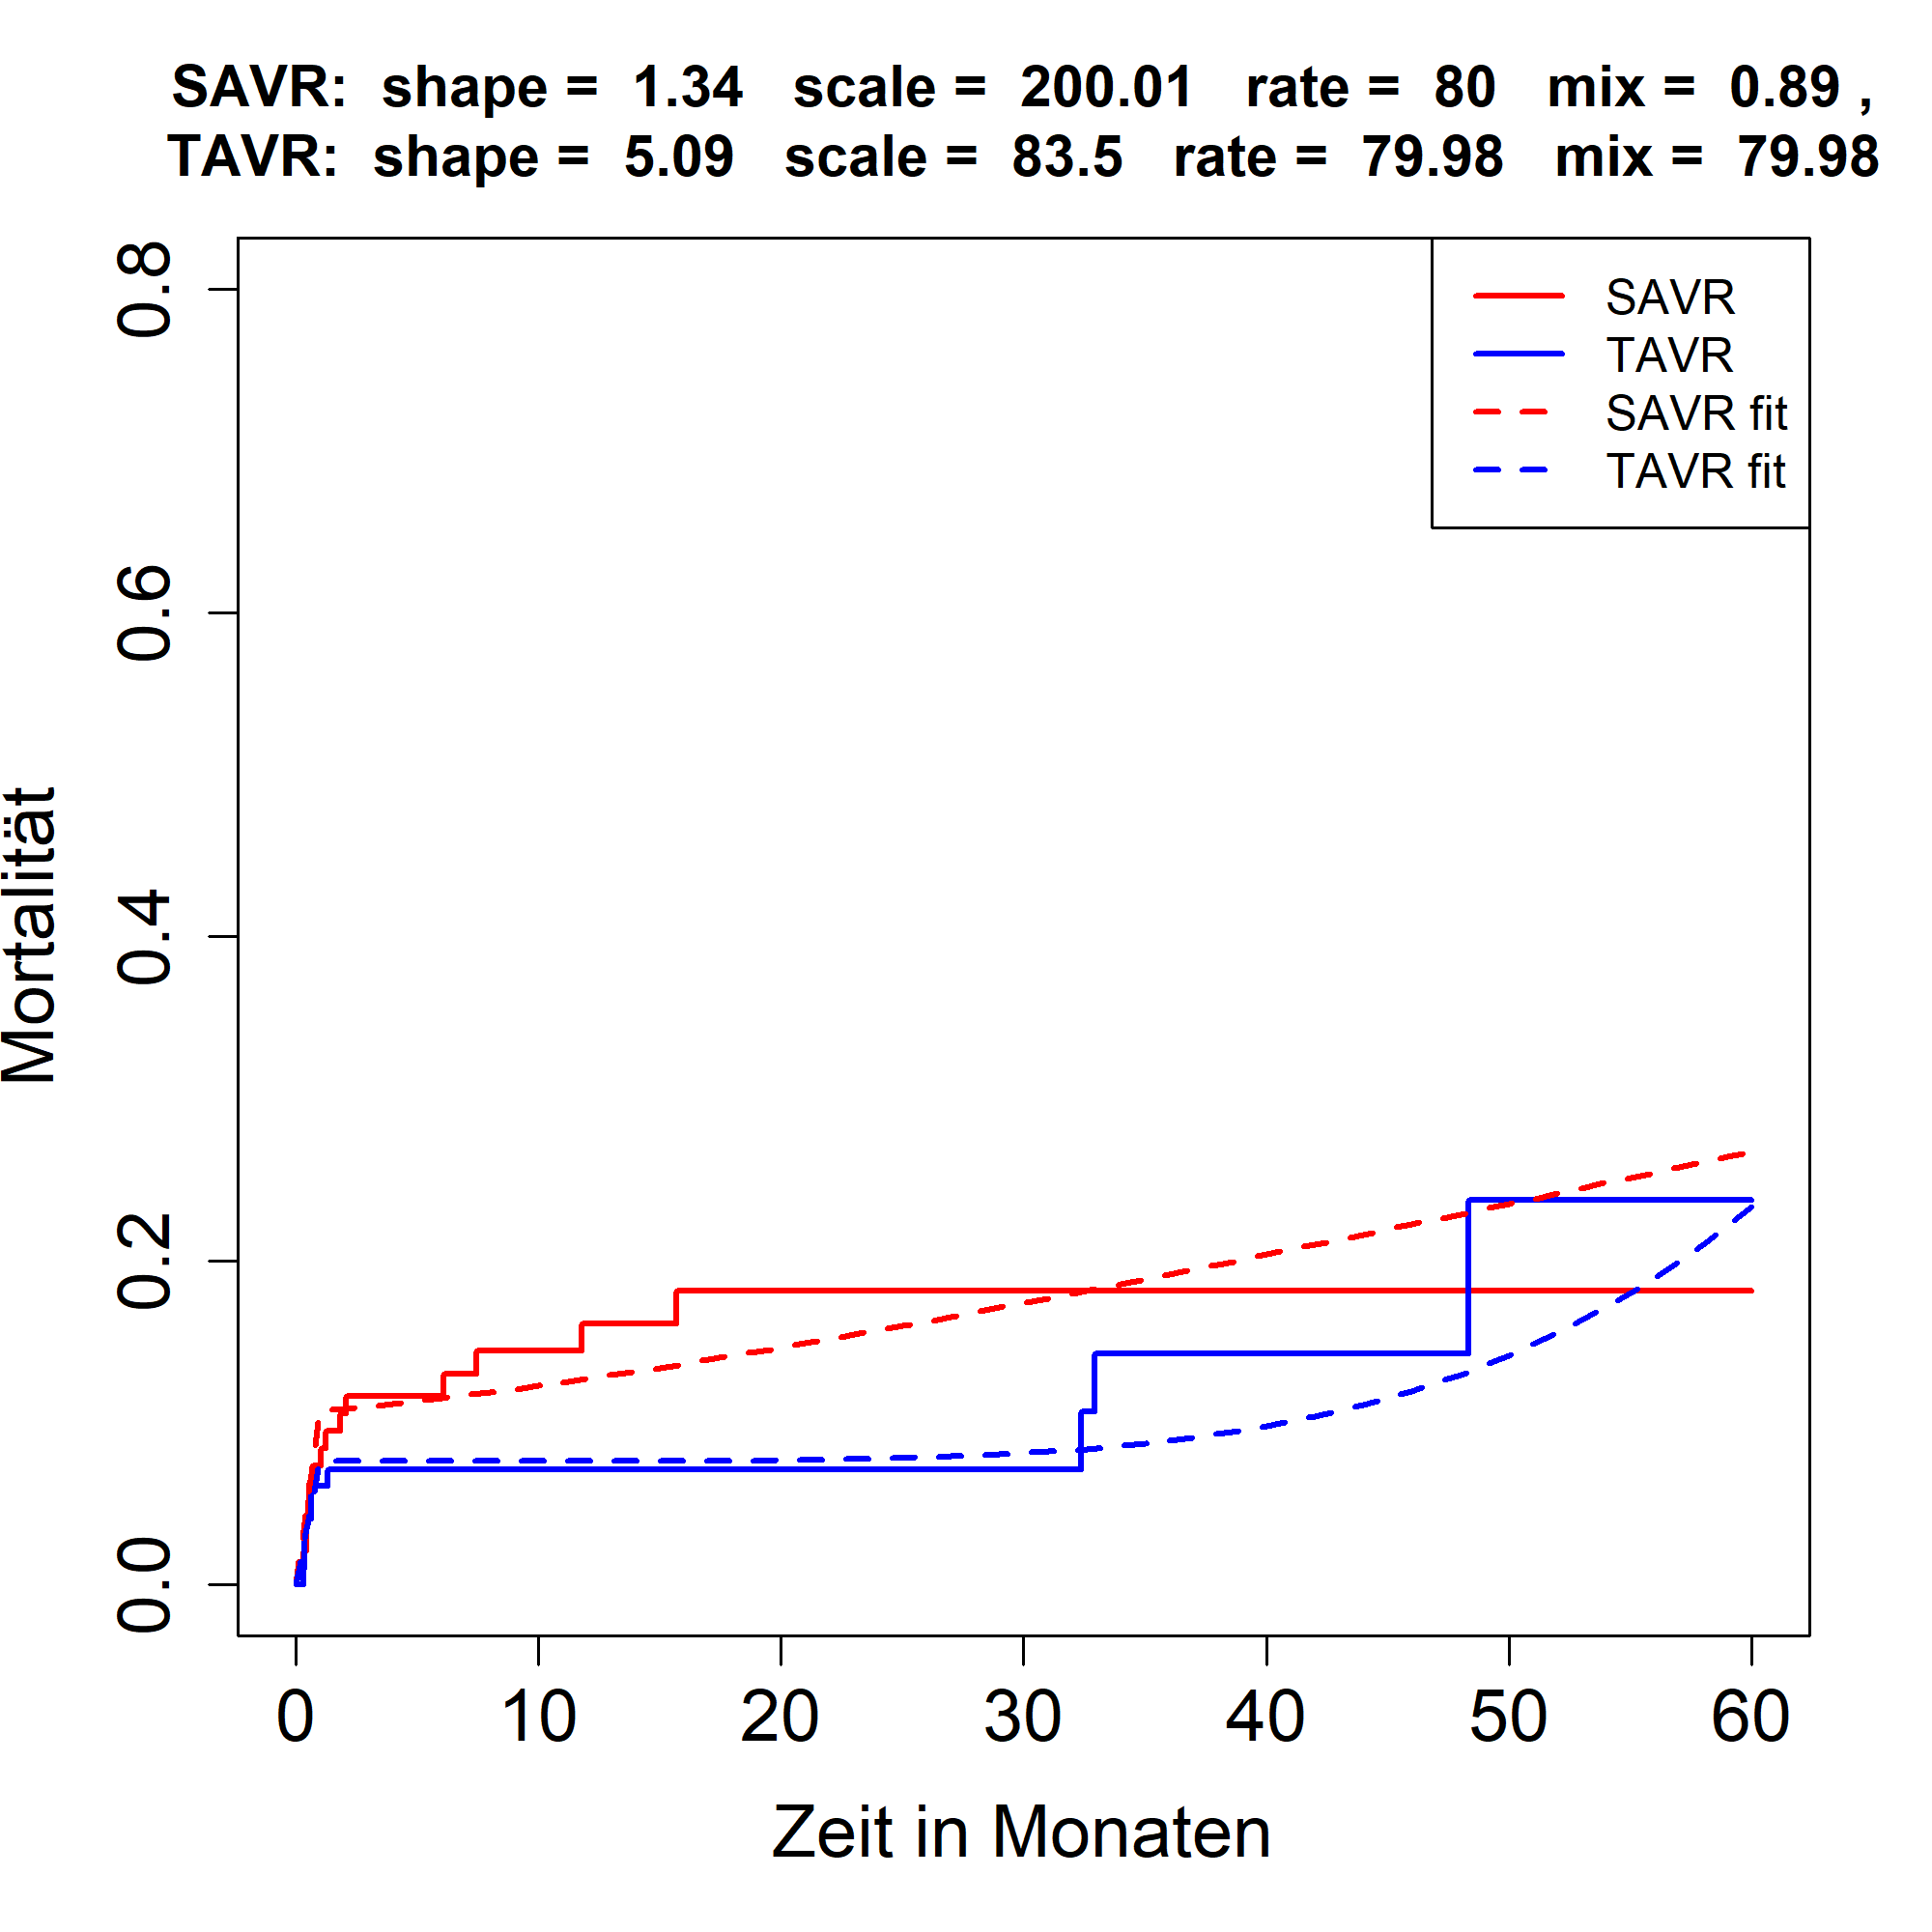 SAVR: shape = 1.34 scale = 200.01 rate = 80 mix = 0.89 ,
TAVR: shape = 5.09 scale = 83.5 rate = 79.98 mix = 79.98
SAVR
TAVR
SAVR fit
TAVR fit
Mortalität
0.8
0.6
0.4
0.2
0.0
0 10 20 30 40 50 60
Zeit in Monaten